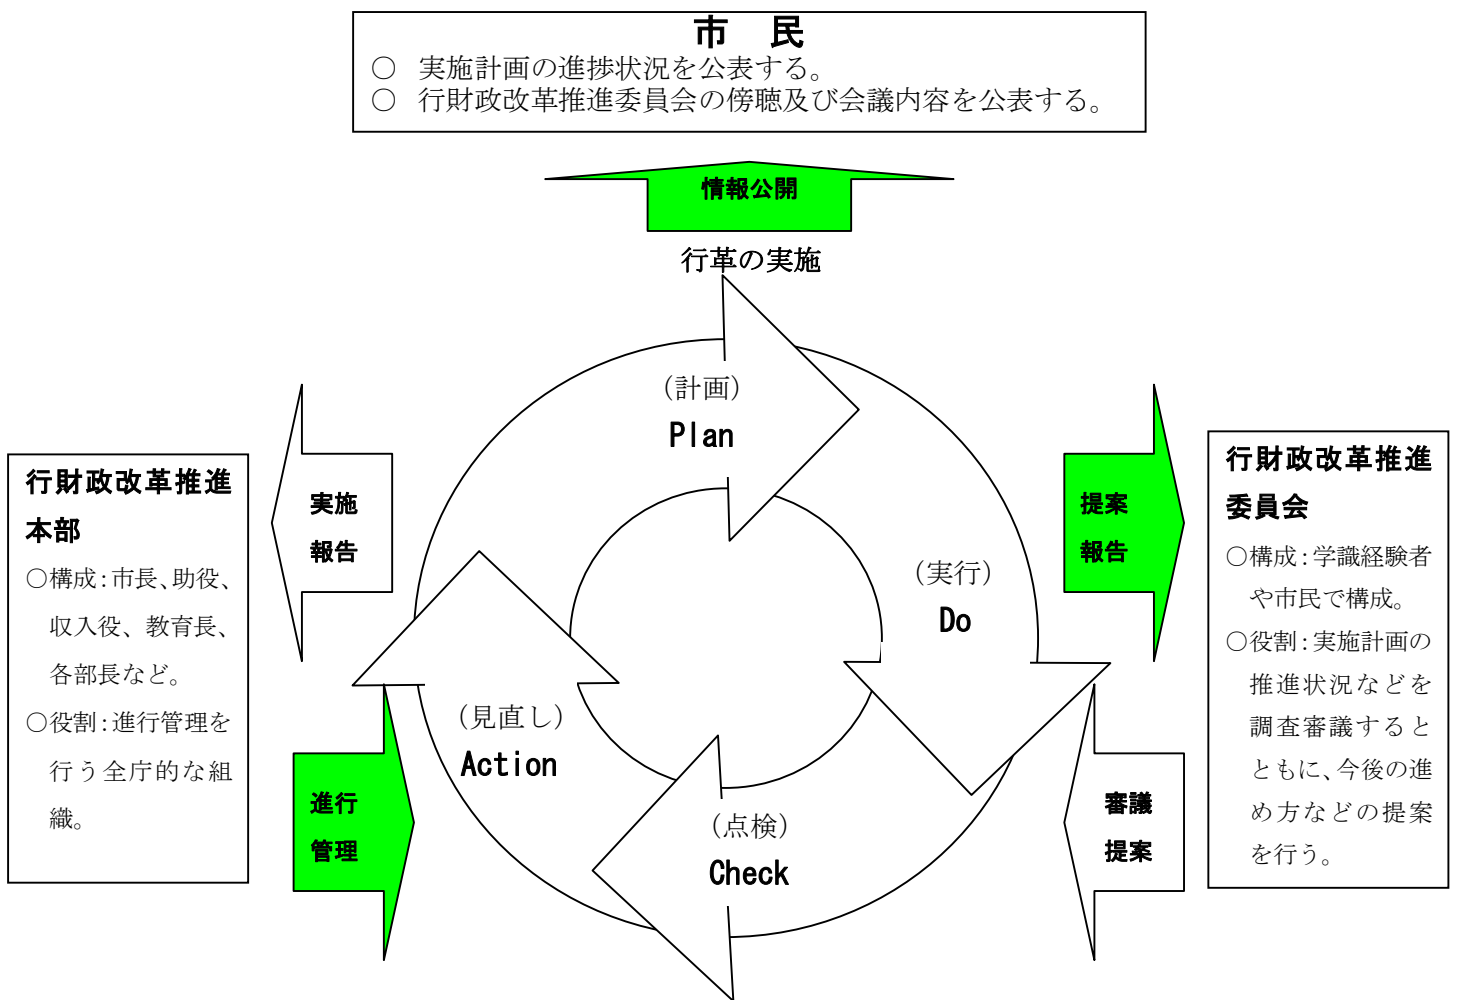 市　民
○　実施計画の進捗状況を公表する。
○　行財政改革推進委員会の傍聴及び会議内容を公表する。
情報公開
行革の実施
（計画）
Plan
（実行）
Do
（点検）
Check
（見直し）
Action
行財政改革推進
本部
○構成：市長、助役、
収入役、教育長、
各部長など。
○役割：進行管理を
行う全庁的な組
織。
実施
報告
進行
管理
提案
報告
審議
提案
行財政改革推進
委員会
○構成：学識経験者
や市民で構成。
○役割：実施計画の
推進状況などを
調査審議すると
ともに、今後の進
め方などの提案
を行う。